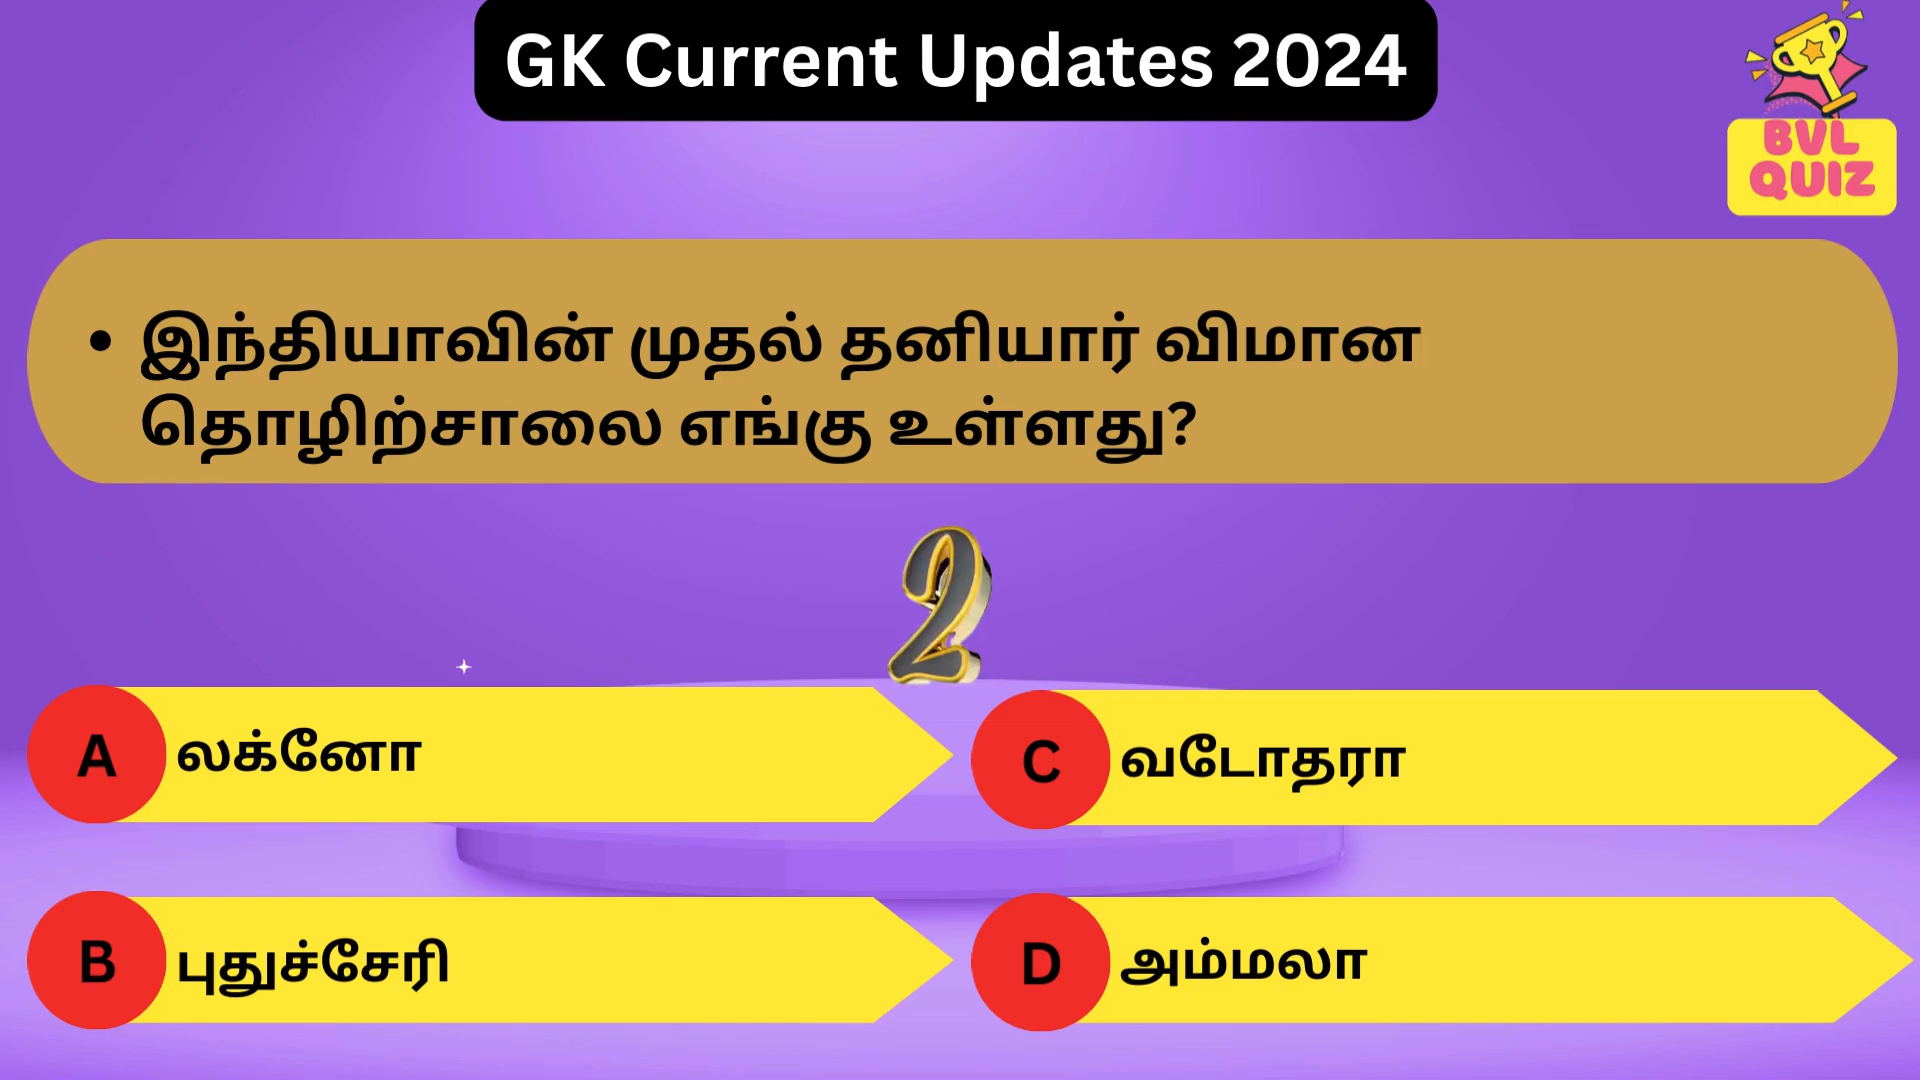 GK Current Updates 2024
BVL
QUIZ
• இந்தியாவின் முதல் தனியார் விமான
தொழிற்சாலை எங்கு உள்ளது?
2
A லக்னோ
C வடோதரா
B புதுச்சேரி
D அம்மலா